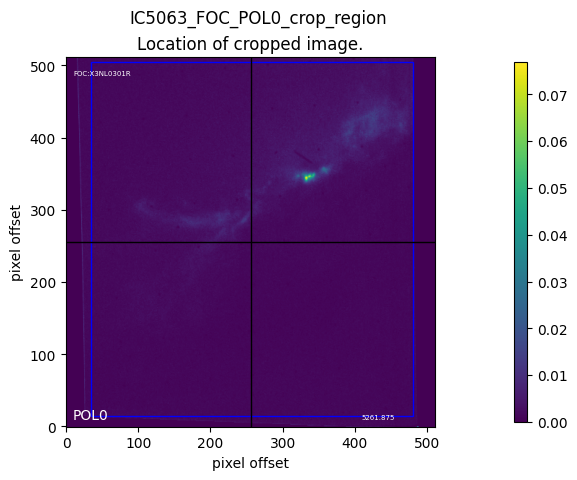 IC5063_FOC_POL0_crop_region
Location of cropped image.
FOC:X3NL0301R
POL0
5261.875
pixel offset
pixel offset
0 100 200 300 400 500
0
100
200
300
400
500
0.00
0.01
0.02
0.03
0.04
0.05
0.06
0.07